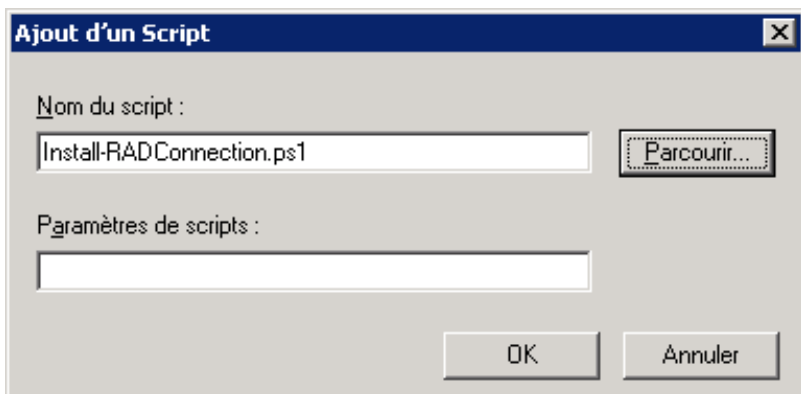 Ajout d'un Script
Nom du script :
Install-RADConnection.ps1
Parcourir...
Paramètres de scripts :
OK
Annuler